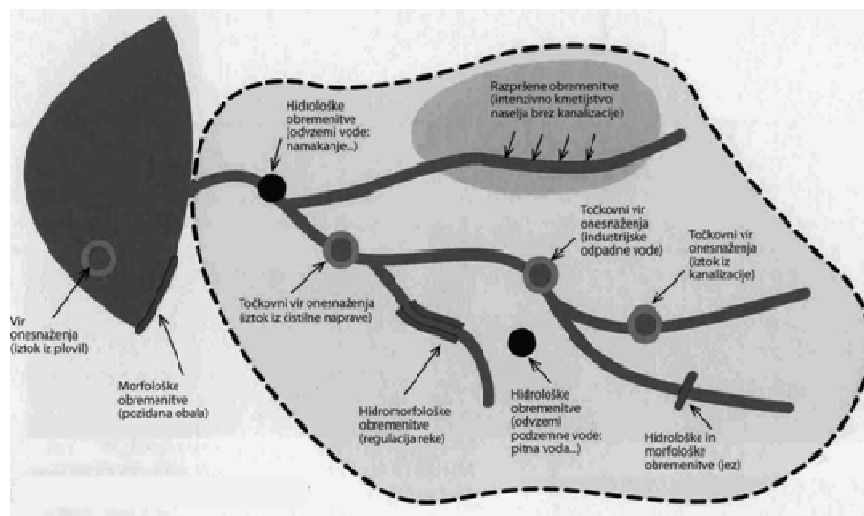 Hidrološke
obremenitve
(odvzemi vode:
namakanje...)
Razpršene obremenitve
(intenzivno kmetijstvo
naselja brez kanalizacije)
Točkovni vir
onesnaženja
(industrijske
odpadne vode)
Točkovni vir
onesnaženja
(iztok iz
kanalizacije)
Vir
onesnaženja
(iztok iz plovil)
Morfološke
obremenitve
(pozidana obala)
Točkovni vir onesnaženja
(iztok iz čistilne naprave)
Hidromorfološke
obremenitve
(regulacija reke)
Hidrološke
obremenitve
(odvzemi
podzemne vode:
pitna voda...)
Hidrološke in
morfološke
obremenitve (jez)